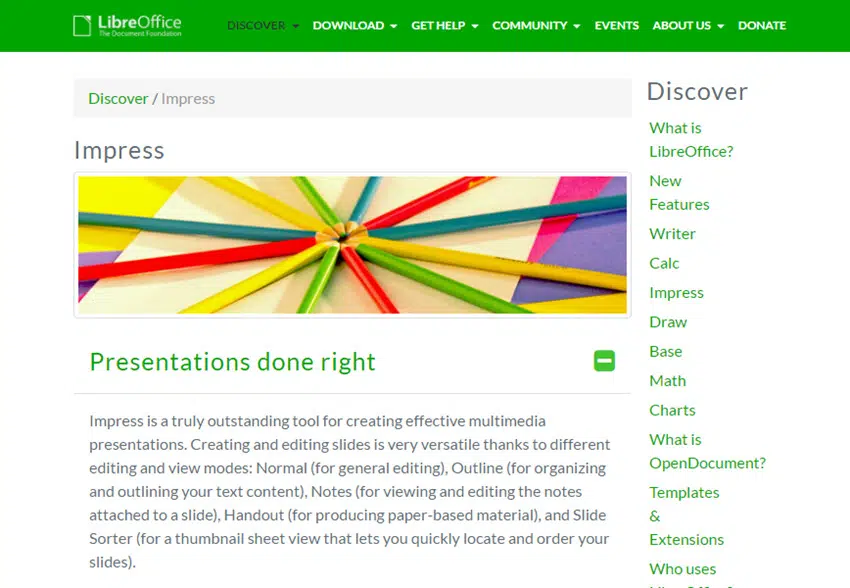 LibreOffice
The Document Foundation
DISCOVER DOWNLOAD GET HELP COMMUNITY EVENTS ABOUT US DONATE
Discover / Impress
Impress
Presentations done right
Impress is a truly outstanding tool for creating effective multimedia
presentations. Creating and editing slides is very versatile thanks to different
editing and view modes: Normal (for general editing), Outline (for organizing
and outlining your text content), Notes (for viewing and editing the notes
attached to a slide), Handout (for producing paper-based material), and Slide
Sorter (for a thumbnail sheet view that lets you quickly locate and order your
slides).
Discover
What is
LibreOffice?
New
Features
Writer
Calc
Impress
Draw
Base
Math
Charts
What is
OpenDocument?
Templates
&
Extensions
Who uses